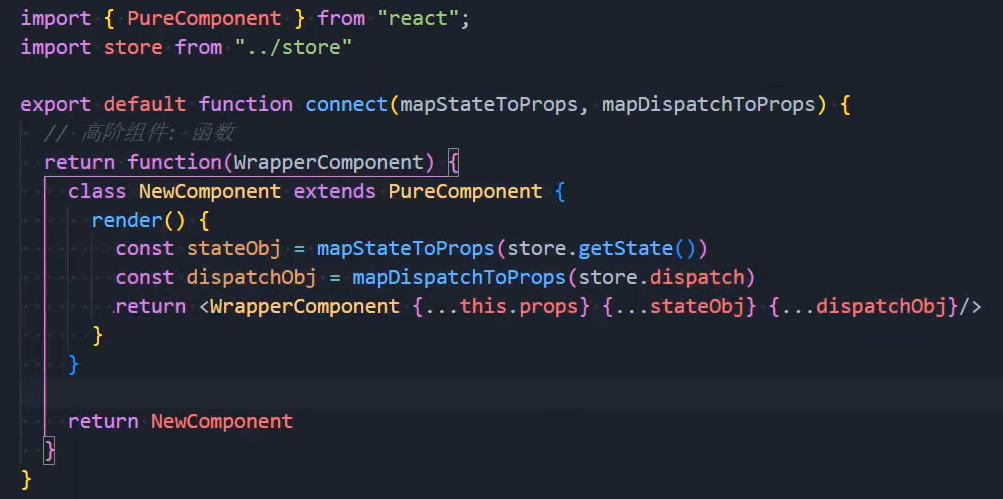 import { PureComponent } from "react";
import store from "../store"
export default function connect(mapStateToProps, mapDispatchToProps) {
// 高阶组件: 函数
return function(WrapperComponent) {
class NewComponent extends PureComponent {
render() {
const stateObj = mapStateToProps(store.getState())
const dispatchObj = mapDispatchToProps(store.dispatch)
return <WrapperComponent {...this.props} {...stateObj} {...dispatchObj}/>
}
}
return NewComponent
}
}